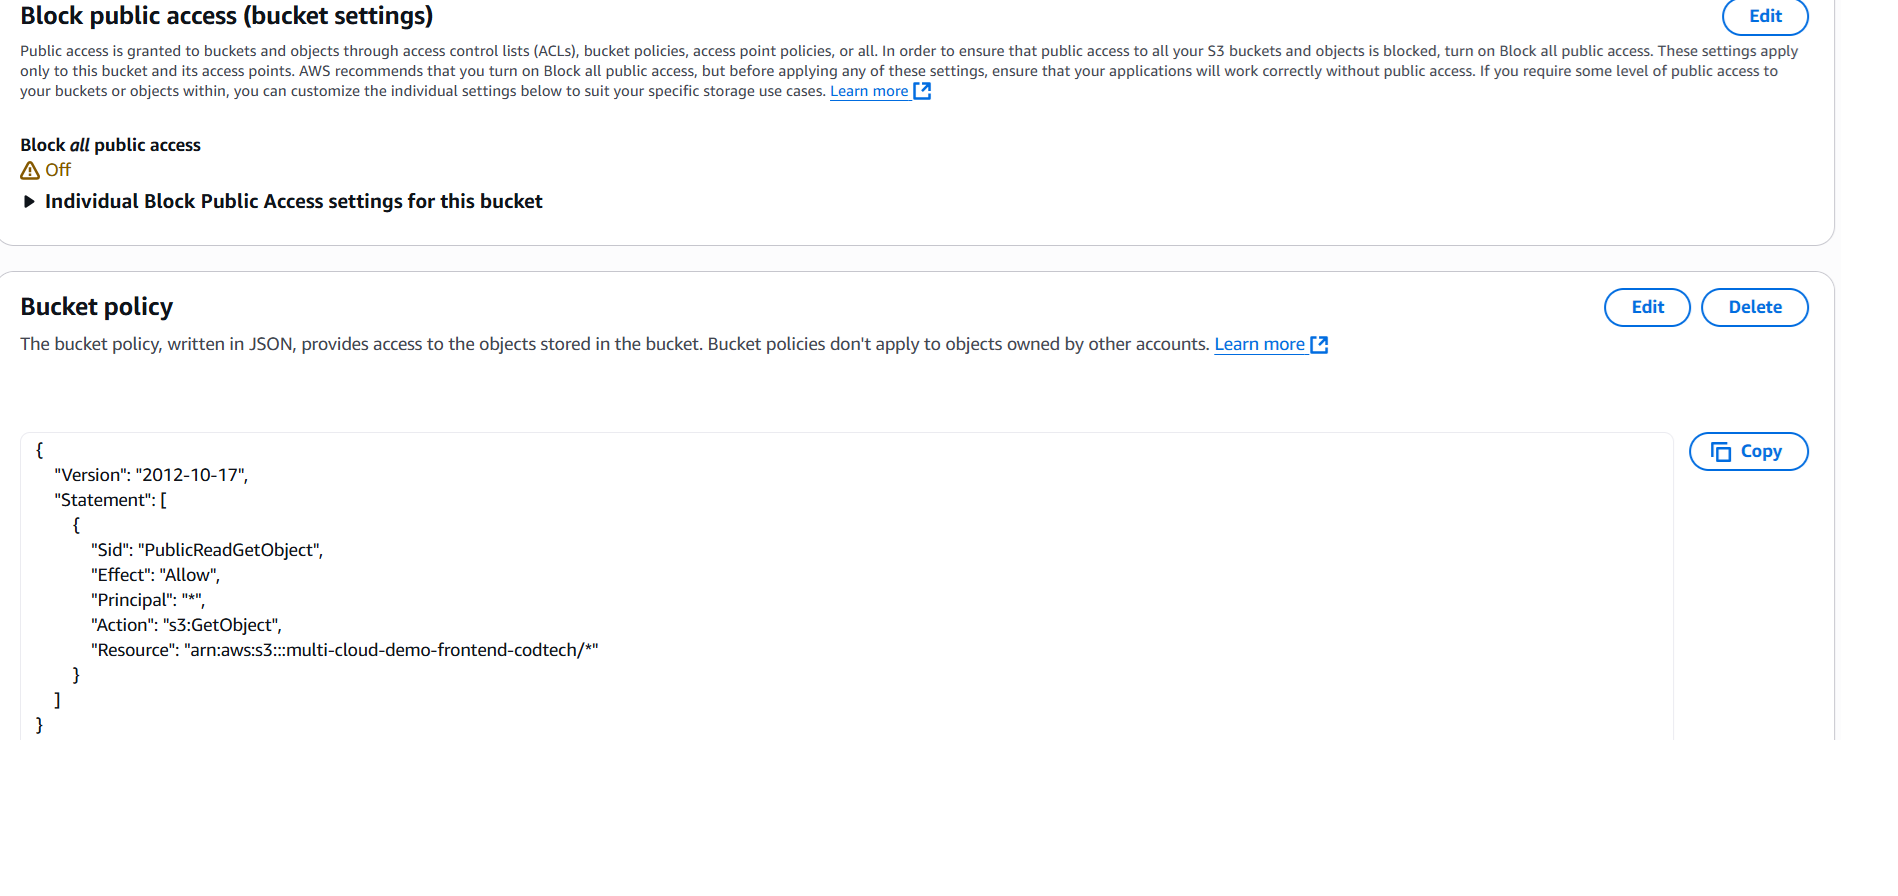 Block public access (bucket settings)
Edit
Public access is granted to buckets and objects through access control lists (ACLs), bucket policies, access point policies, or all. In order to ensure that public access to all your S3 buckets and objects is blocked, turn on Block all public access. These settings apply
only to this bucket and its access points. AWS recommends that you turn on Block all public access, but before applying any of these settings, ensure that your applications will work correctly without public access. If you require some level of public access to
your buckets or objects within, you can customize the individual settings below to suit your specific storage use cases. Learn more
Block all public access
Off
Individual Block Public Access settings for this bucket
Bucket policy
Edit
Delete
The bucket policy, written in JSON, provides access to the objects stored in the bucket. Bucket policies don't apply to objects owned by other accounts. Learn more
Copy
{
"Version": "2012-10-17",
"Statement": [
{
"Sid": "PublicReadGetObject",
"Effect": "Allow",
"Principal": "*",
"Action": "s3:GetObject",
"Resource": "arn:aws:s3:::multi-cloud-demo-frontend-codtech/*"
}
]
}